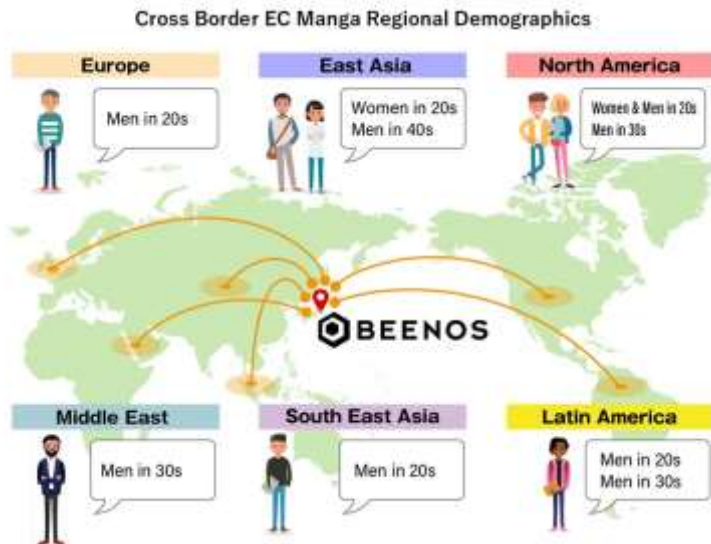 Cross Border EC Manga Regional Demographics
Europe
Men in 20s
East Asia
Women in 20s
Men in 40s
North America
Women & Men in 20s
Men in 30s
BEENOS
Middle East
Men in 30s
South East Asia
Men in 20s
Latin America
Men in 20s
Men in 30s